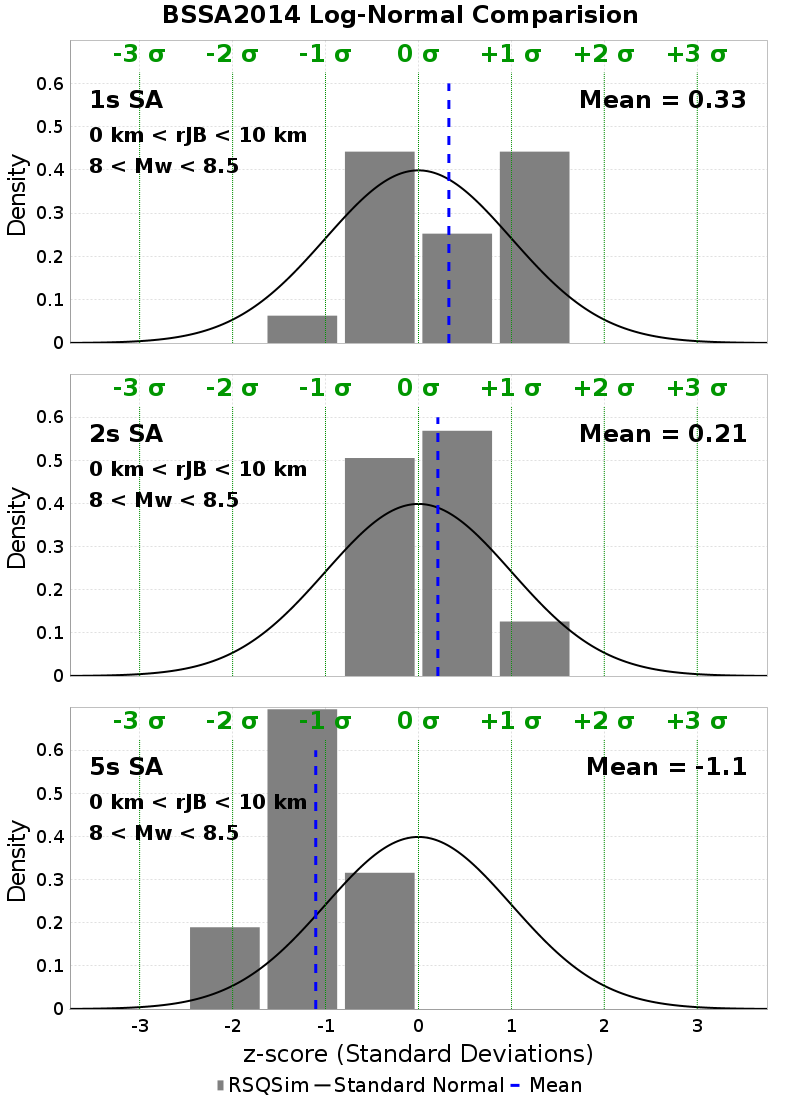 BSSA2014 Log-Normal Comparision
-3 σ -2 σ -1 σ 0 σ +1 σ +2 σ +3 σ
0.6
1s SA Mean = 0.33
0.5
0 km < rJB < 10 km
8 < Mw < 8.5
0.4
0.3
0.2
0.1
0
Density
-3 σ -2 σ -1 σ 0 σ +1 σ +2 σ +3 σ
0.6
2s SA Mean = 0.21
0.5
0 km < rJB < 10 km
8 < Mw < 8.5
0.4
0.3
0.2
0.1
0
Density
-3 σ -2 σ -1 σ 0 σ +1 σ +2 σ +3 σ
0.6
5s SA Mean = -1.1
0.5
0 km < rJB < 10 km
8 < Mw < 8.5
0.4
0.3
0.2
0.1
0
Density
-3 -2 -1 0 1 2 3
z-score (Standard Deviations)
RSQSim Standard Normal Mean